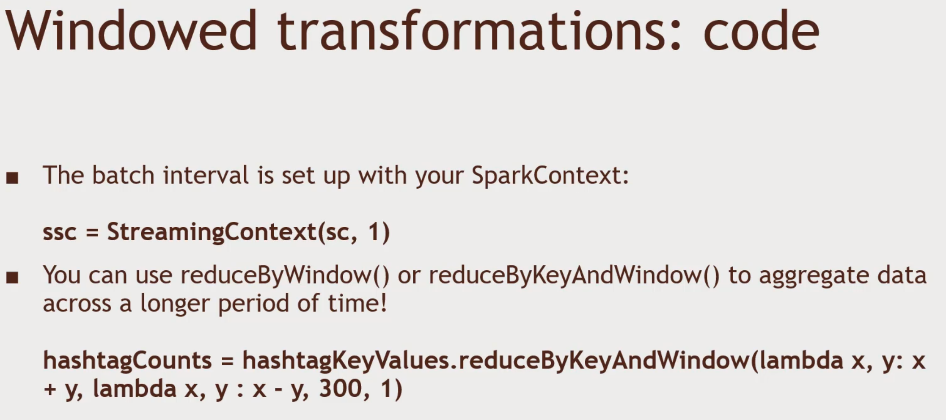 Windowed transformations: code
■ The batch interval is set up with your SparkContext:
ssc = StreamingContext(sc, 1)
■ You can use reduceByWindow() or reduceByKeyAndWindow() to aggregate data
across a longer period of time!
hashtagCounts = hashtagKeyValues.reduceByKeyAndWindow(lambda x, y: x
+ y, lambda x, y : x - y, 300, 1)